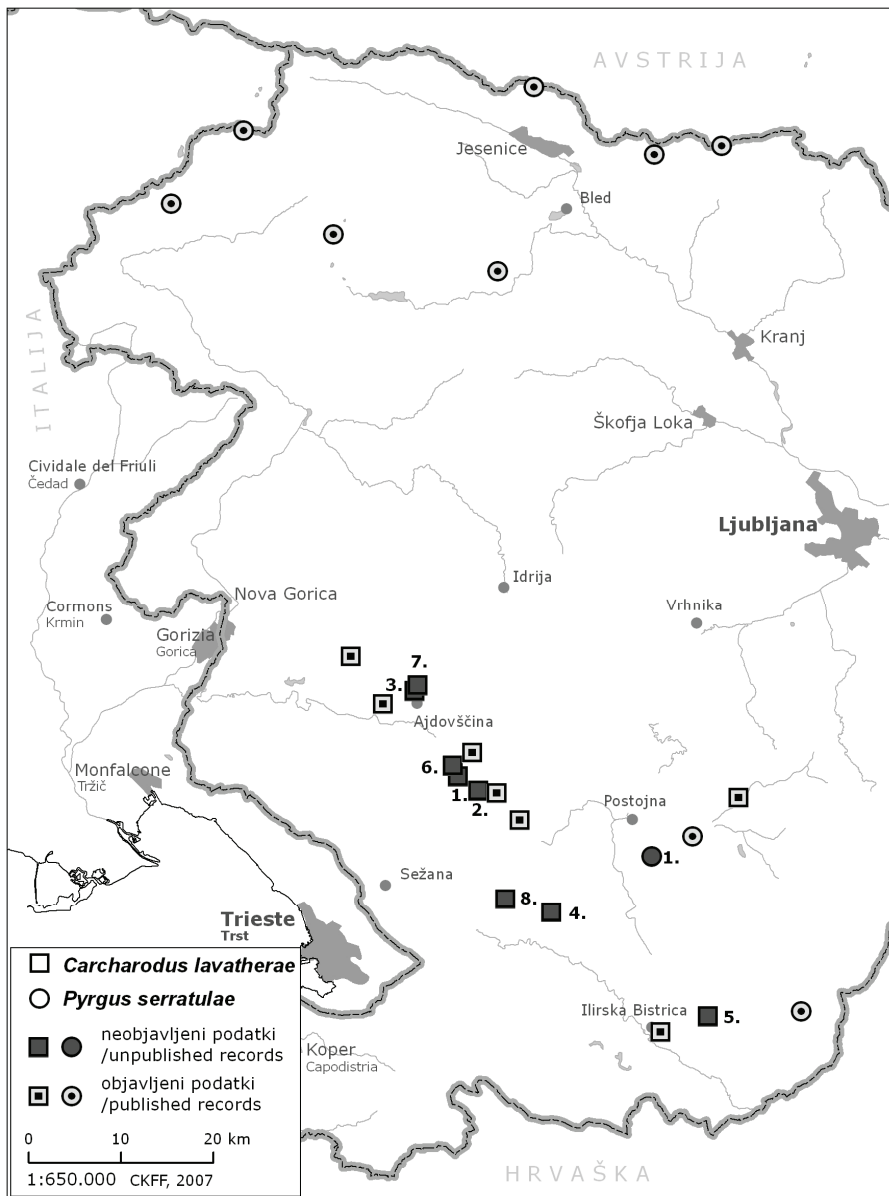 AVSTRIJA
Jesenice
Bled
ITALIJA
Kranj
Škofja Loka
Cividale del Friuli
Čedad
Ljubljana
Idrija
Nova Gorica
Vrhnika
Cormons
Krmin
Gorizia
Gorica
7.
3.
Ajdovščina
6.
1.
2.
Monfalcone
Tržič
Postojna
1.
Sežana
8.
4.
Trieste
Trst
Ilirska Bistrica
5.
Koper
Capodistria
Carcharodus lavatherae
Pyrgus serratulae
neobjavljeni podatki
/unpublished records
objavljeni podatki
/published records
0 10 20 km
1:650.000 CKFF, 2007
HRVAŠKA